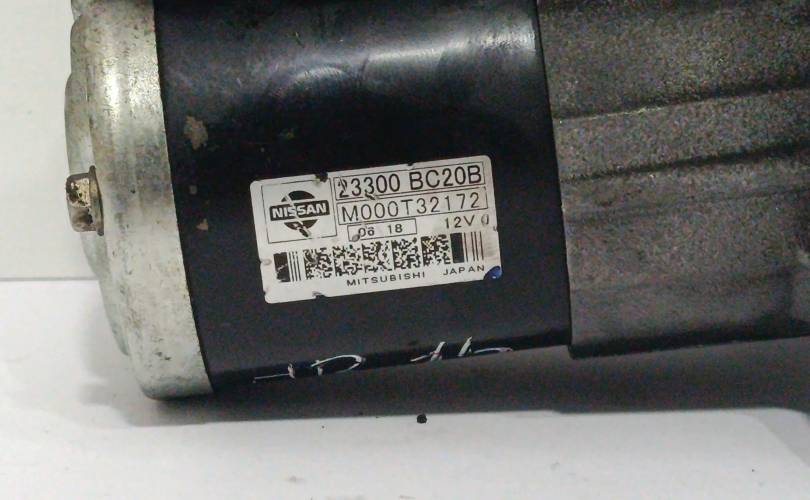 NISSAN
23300 BC20B
M000T32172
06 18 12V
MITSUBISHI JAPAN